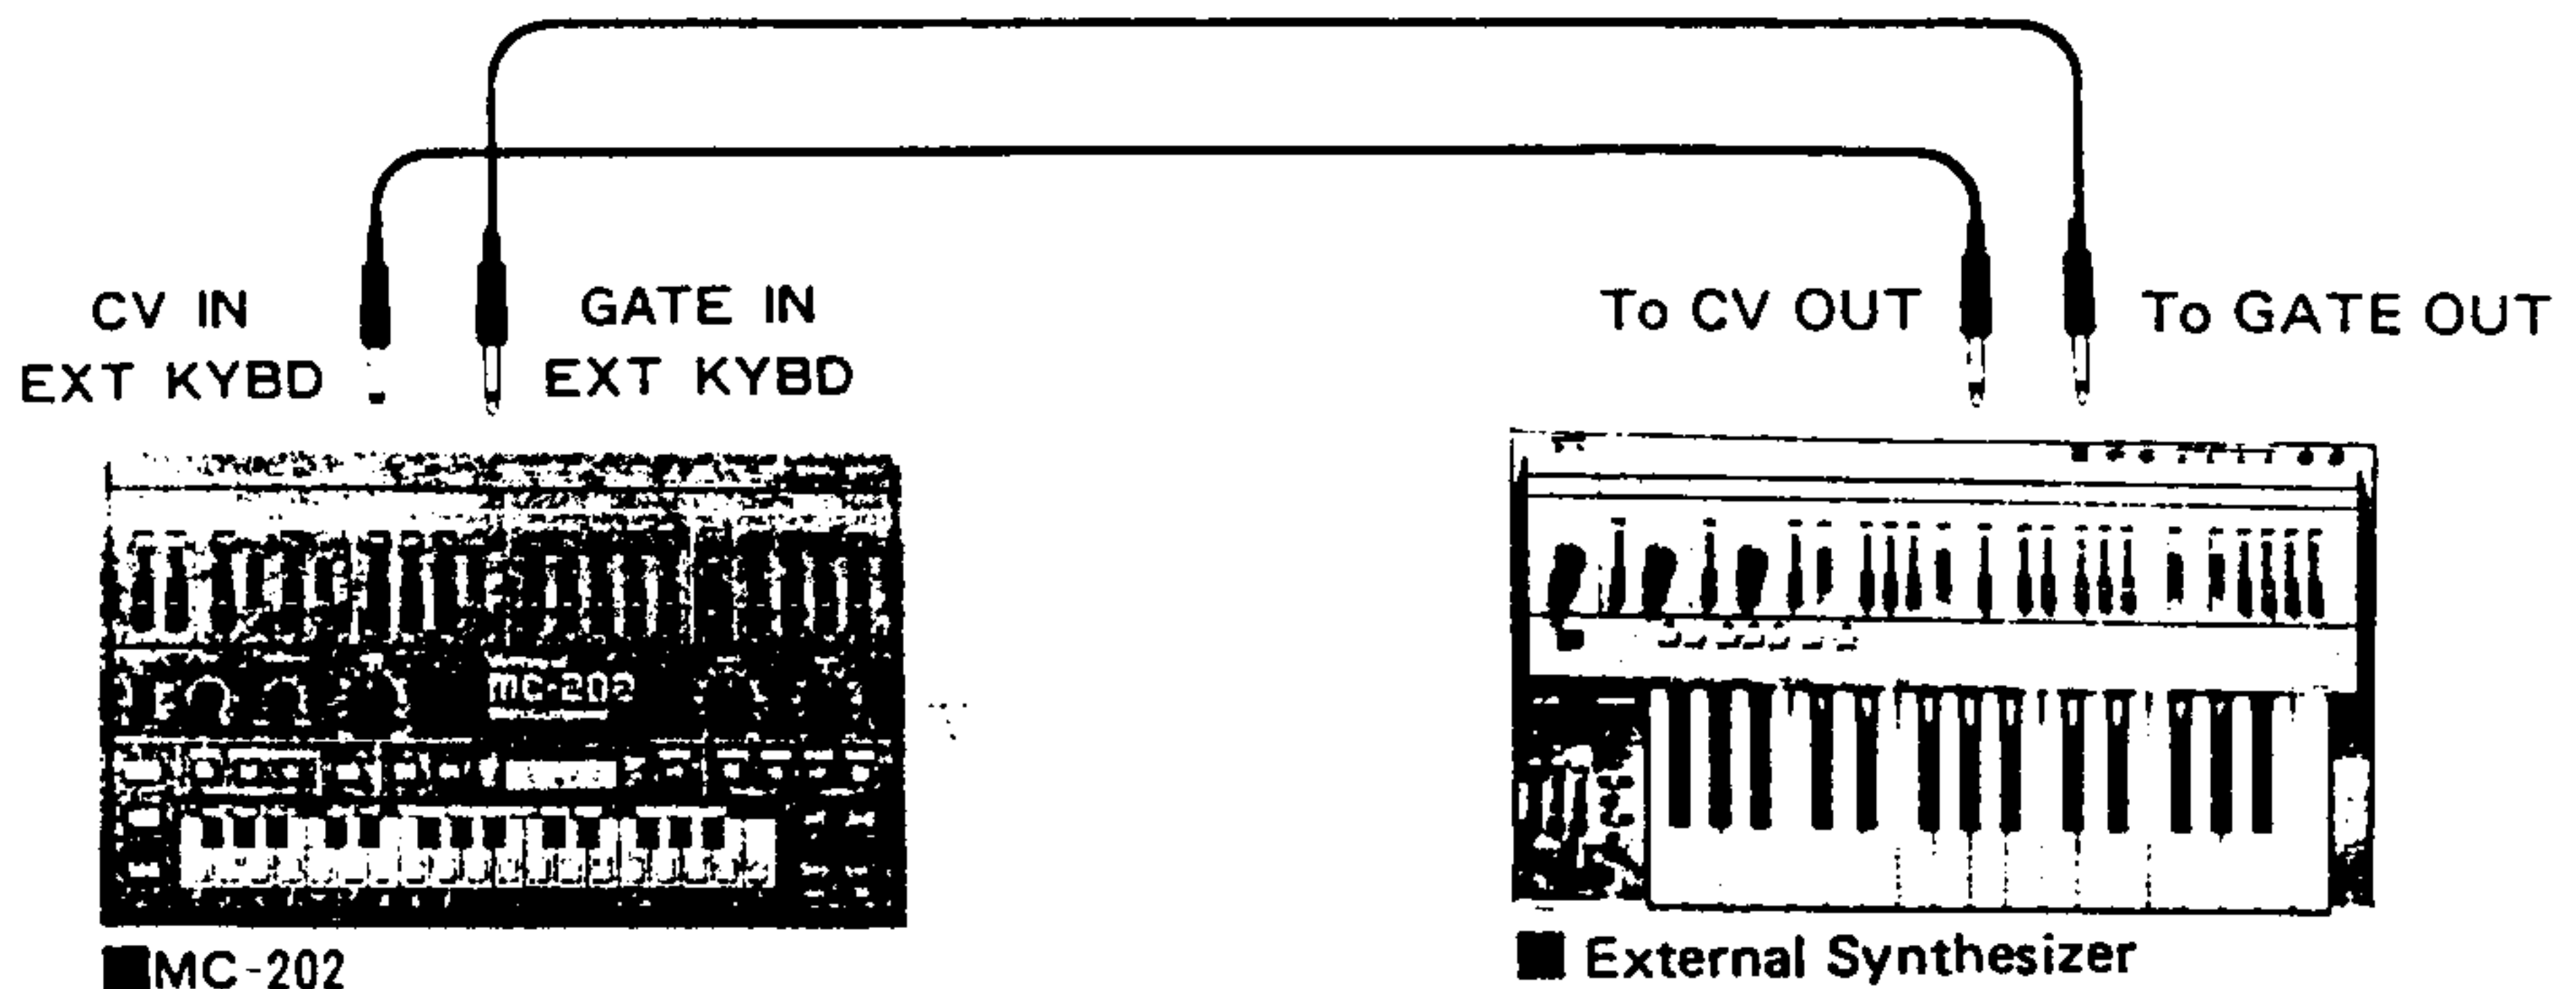 CV IN
EXT KYBD
GATE IN
EXT KYBD
To CV OUT
To GATE OUT
MC-202
MC-202
External Synthesizer